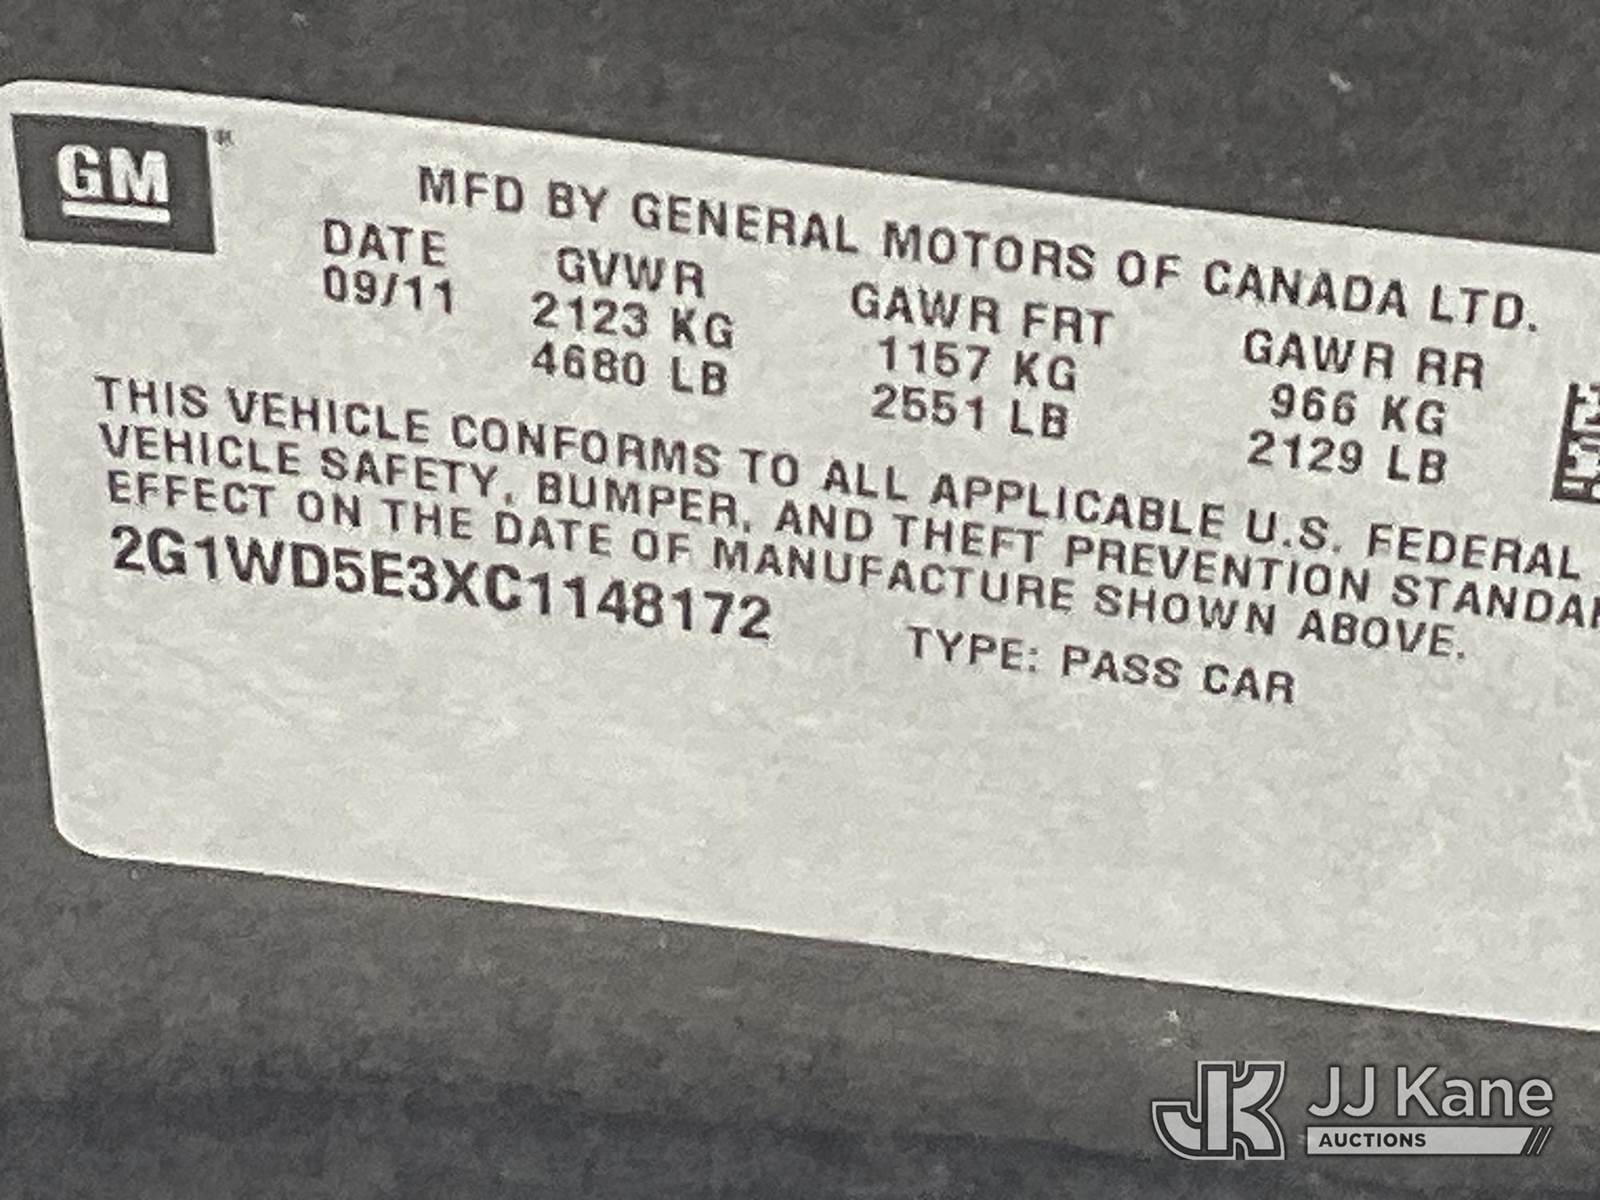 GM
MFD BY GENERAL MOTORS OF CANADA LTD.
DATE GVWR GAWR FRT GAWR RR
09/11 2123 KG 1157 KG 966 KG
4680 LB 2551 LB 2129 LB
THIS VEHICLE CONFORMS TO ALL APPLICABLE U.S. FEDERAL
VEHICLE SAFETY, BUMPER, AND THEFT PREVENTION STANDAR
EFFECT ON THE DATE OF MANUFACTURE SHOWN ABOVE.
2G1WD5E3XC1148172 TYPE: PASS CAR
JK JJ Kane
AUCTIONS